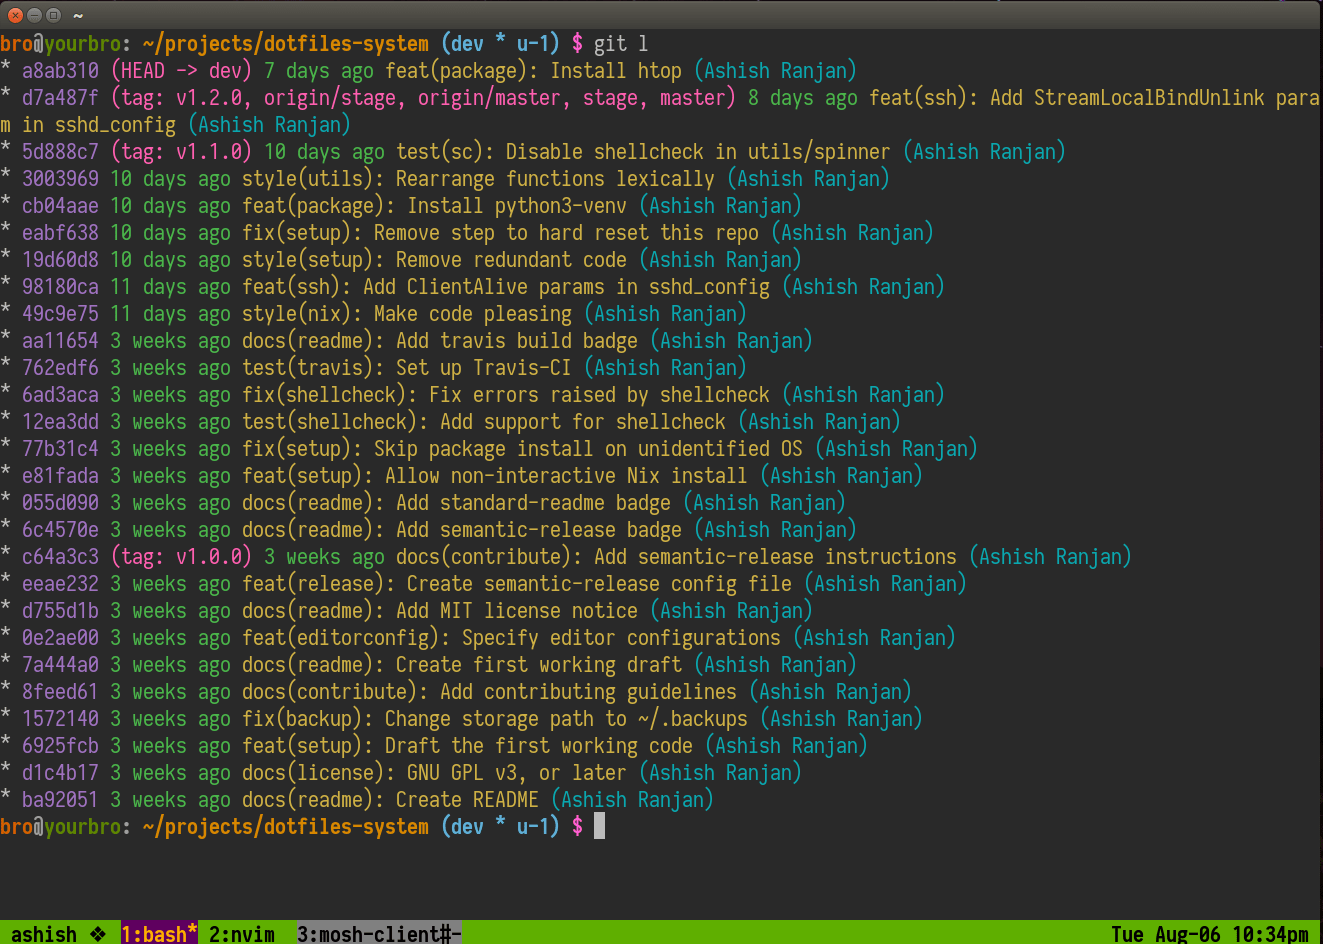 ~
bro@yourbro: ~/projects/dotfiles-system (dev * u-1) $ git l
* a8ab310 (HEAD -> dev) 7 days ago feat(package): Install htop (Ashish Ranjan)
* d7a487f (tag: v1.2.0, origin/stage, origin/master, stage, master) 8 days ago feat(ssh): Add StreamLocalBindUnlink para
m in sshd_config (Ashish Ranjan)
* 5d888c7 (tag: v1.1.0) 10 days ago test(sc): Disable shellcheck in utils/spinner (Ashish Ranjan)
* 3003969 10 days ago style(utils): Rearrange functions lexically (Ashish Ranjan)
* cb04aae 10 days ago feat(package): Install python3-venv (Ashish Ranjan)
* eabf638 10 days ago fix(setup): Remove step to hard reset this repo (Ashish Ranjan)
* 19d60d8 10 days ago style(setup): Remove redundant code (Ashish Ranjan)
* 98180ca 11 days ago feat(ssh): Add ClientAlive params in sshd_config (Ashish Ranjan)
* 49c9e75 11 days ago style(nix): Make code pleasing (Ashish Ranjan)
* aa11654 3 weeks ago docs(readme): Add travis build badge (Ashish Ranjan)
* 762edf6 3 weeks ago test(travis): Set up Travis-CI (Ashish Ranjan)
* 6ad3aca 3 weeks ago fix(shellcheck): Fix errors raised by shellcheck (Ashish Ranjan)
* 12ea3dd 3 weeks ago test(shellcheck): Add support for shellcheck (Ashish Ranjan)
* 77b31c4 3 weeks ago fix(setup): Skip package install on unidentified OS (Ashish Ranjan)
* e81fada 3 weeks ago feat(setup): Allow non-interactive Nix install (Ashish Ranjan)
* 055d090 3 weeks ago docs(readme): Add standard-readme badge (Ashish Ranjan)
* 6c4570e 3 weeks ago docs(readme): Add semantic-release badge (Ashish Ranjan)
* c64a3c3 (tag: v1.0.0) 3 weeks ago docs(contribute): Add semantic-release instructions (Ashish Ranjan)
* eeae232 3 weeks ago feat(release): Create semantic-release config file (Ashish Ranjan)
* d755d1b 3 weeks ago docs(readme): Add MIT license notice (Ashish Ranjan)
* 0e2ae00 3 weeks ago feat(editorconfig): Specify editor configurations (Ashish Ranjan)
* 7a444a0 3 weeks ago docs(readme): Create first working draft (Ashish Ranjan)
* 8feed61 3 weeks ago docs(contribute): Add contributing guidelines (Ashish Ranjan)
* 1572140 3 weeks ago fix(backup): Change storage path to ~/.backups (Ashish Ranjan)
* 6925fcb 3 weeks ago feat(setup): Draft the first working code (Ashish Ranjan)
* d1c4b17 3 weeks ago docs(license): GNU GPL v3, or later (Ashish Ranjan)
* ba92051 3 weeks ago docs(readme): Create README (Ashish Ranjan)
bro@yourbro: ~/projects/dotfiles-system (dev * u-1) $
ashish ❖ 1:bash* 2:nvim 3:mosh-client#- Tue Aug-06 10:34pm